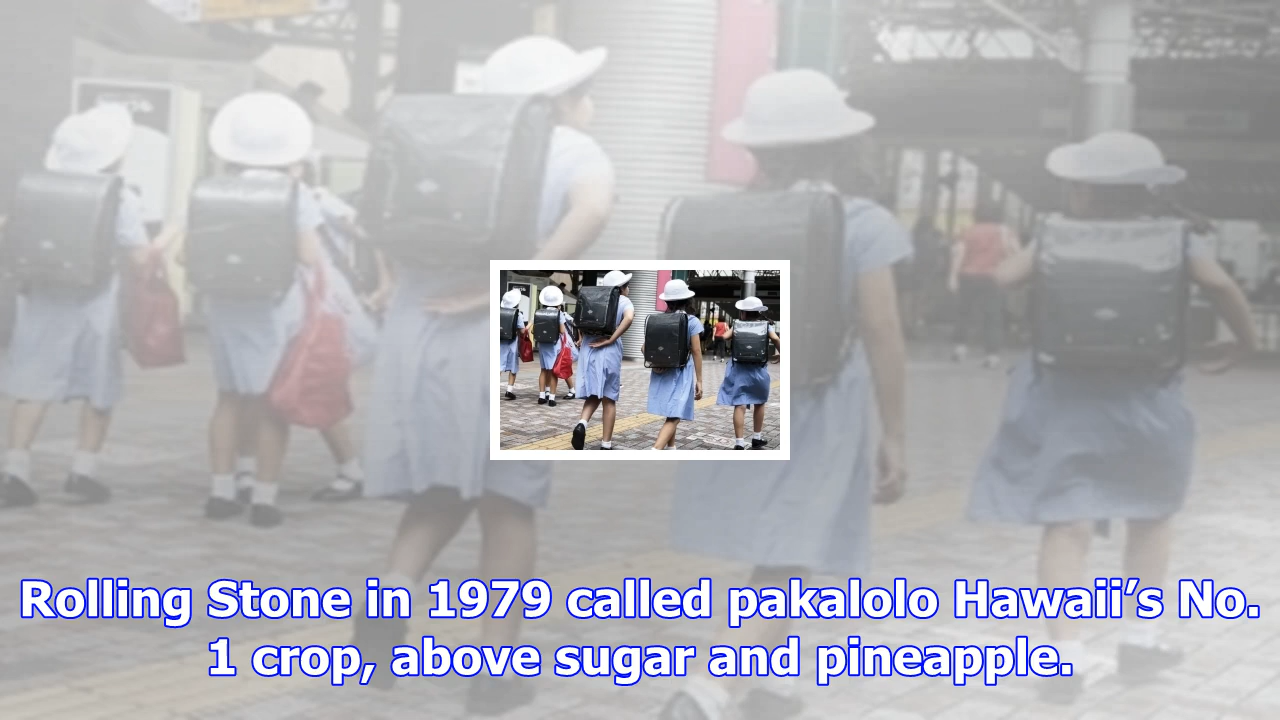 Rolling Stone in 1979 called pakalolo Hawaii’s No.
1 crop, above sugar and pineapple.